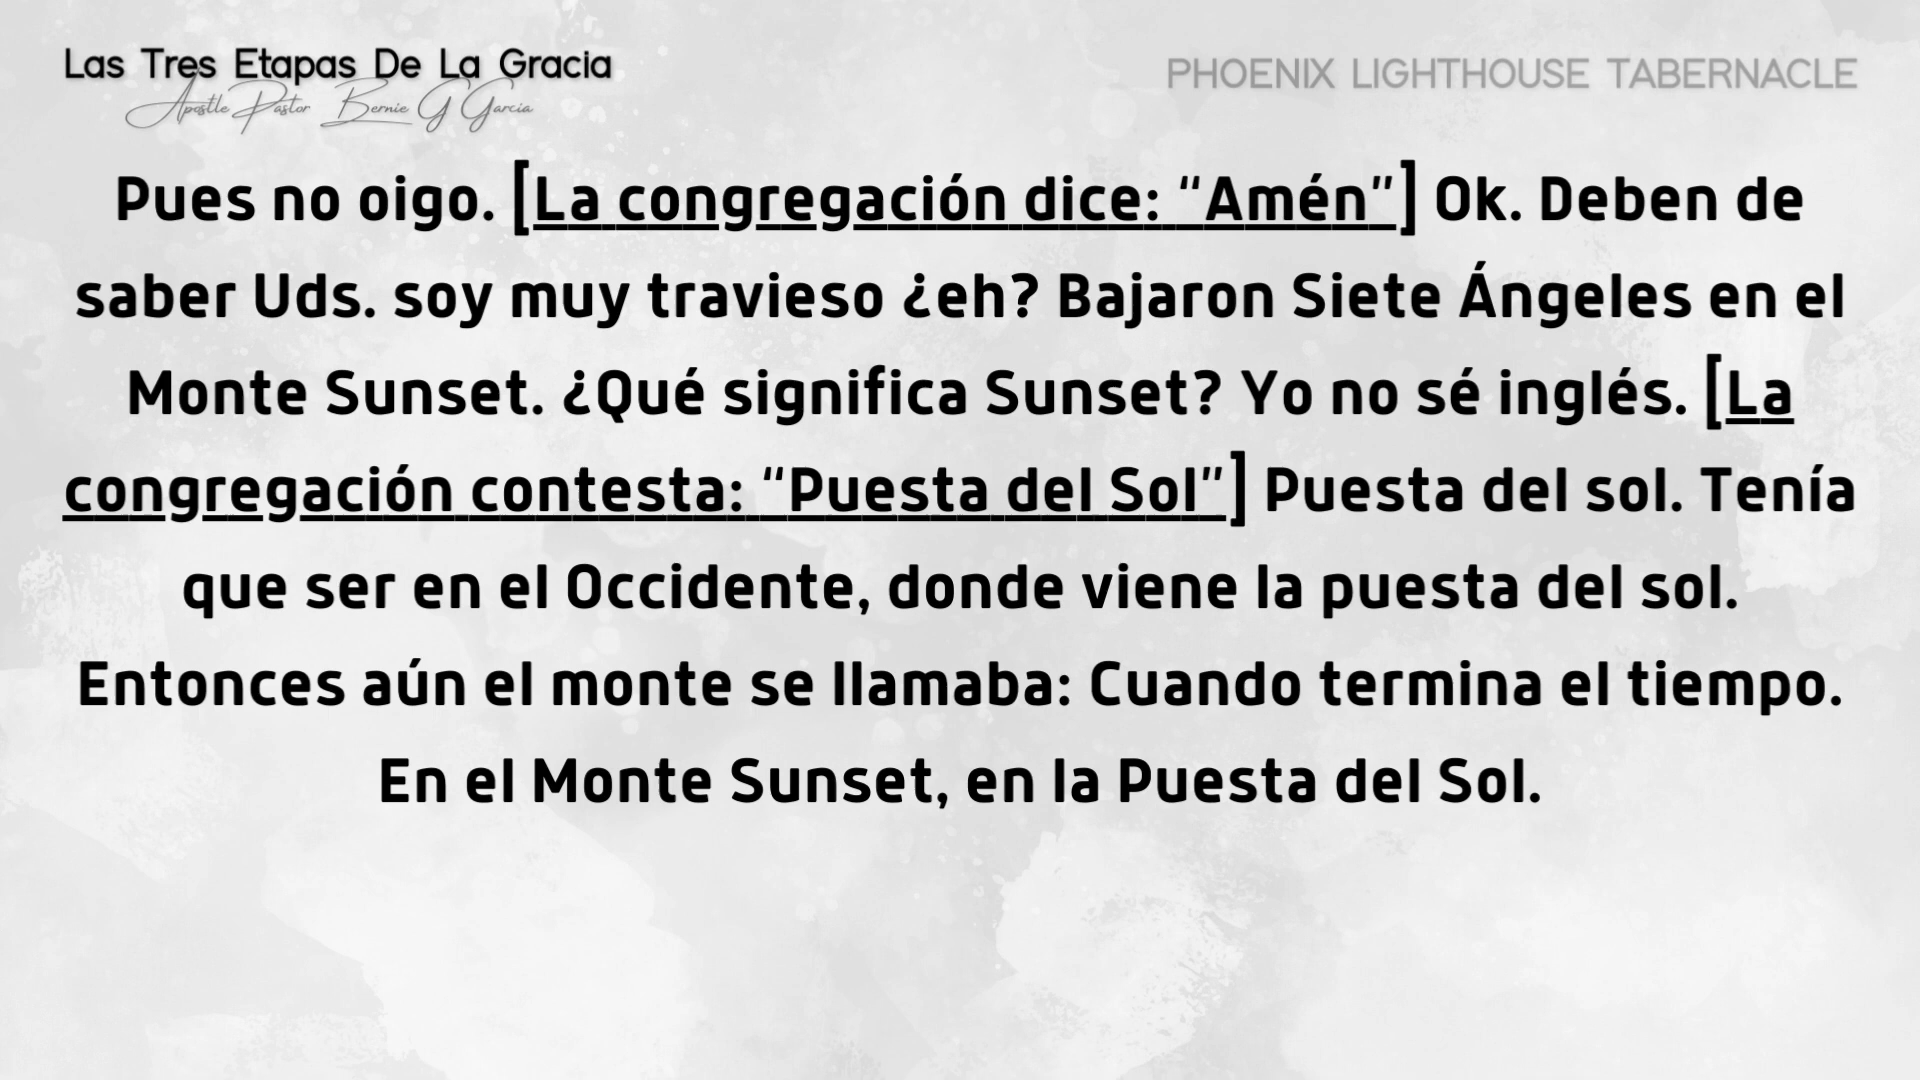 Las Tres Etapas De La Gracia
Apostle Pastor Bernie G Garcia
PHOENIX LIGHTHOUSE TABERNACLE
Pues no oigo. [La congregación dice: “Amén”] Ok. Deben de
saber Uds. soy muy travieso ¿eh? Bajaron Siete Ángeles en el
Monte Sunset. ¿Qué significa Sunset? Yo no sé inglés. [La
congregación contesta: “Puesta del Sol”] Puesta del sol. Tenía
que ser en el Occidente, donde viene la puesta del sol.
Entonces aún el monte se llamaba: Cuando termina el tiempo.
En el Monte Sunset, en la Puesta del Sol.